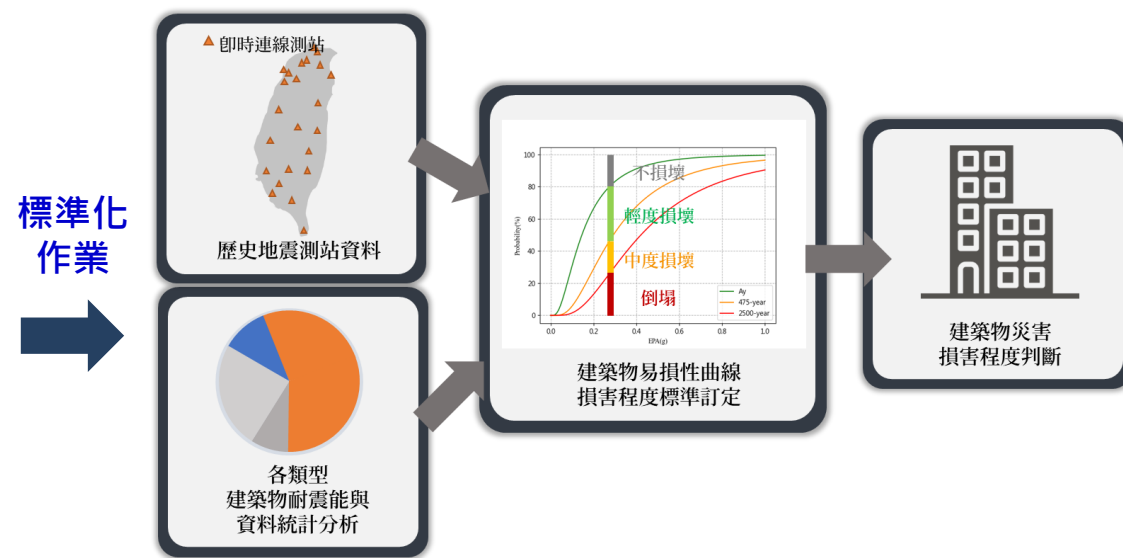 標準化
作業
即時連線測站
歷史地震測站資料
各類型
建築物耐震能與
資料統計分析
Probability(%)
100
80
60
40
20
0
不損壞
輕度損壞
中度損壞
倒塌
Ay
475-year
2500-year
0.0 0.2 0.4 0.6 0.8 1.0
EPA(g)
建築物易損性曲線
損害程度標準訂定
建築物災害
損害程度判斷